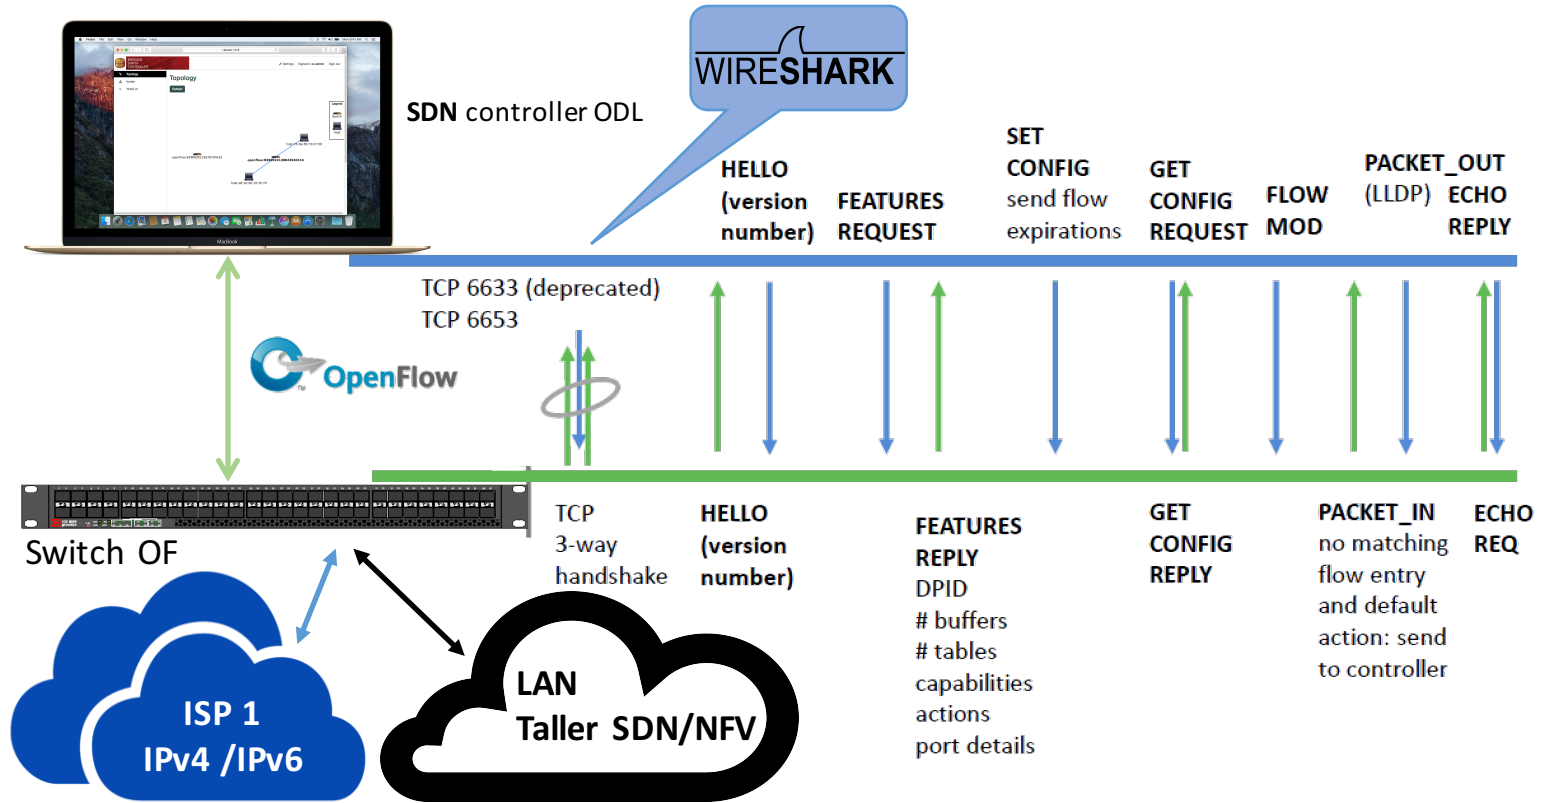 Topology
SDN controller ODL
MacBook
WIRESHARK
HELLO
(version
number)
FEATURES
REQUEST
SET
CONFIG
send flow
expirations
GET
CONFIG
REQUEST
FLOW
MOD
PACKET_OUT
(LLDP)
ECHO
REPLY
TCP 6633 (deprecated)
TCP 6653
OpenFlow
TM
Switch OF
TCP
3-way
handshake
HELLO
(version
number)
FEATURES
REPLY
DPID
# buffers
# tables
capabilities
actions
port details
GET
CONFIG
REPLY
PACKET_IN
no matching
flow entry
and default
action: send
to controller
ECHO
REQ
ISP 1
IPv4 /IPv6
LAN
Taller SDN/NFV